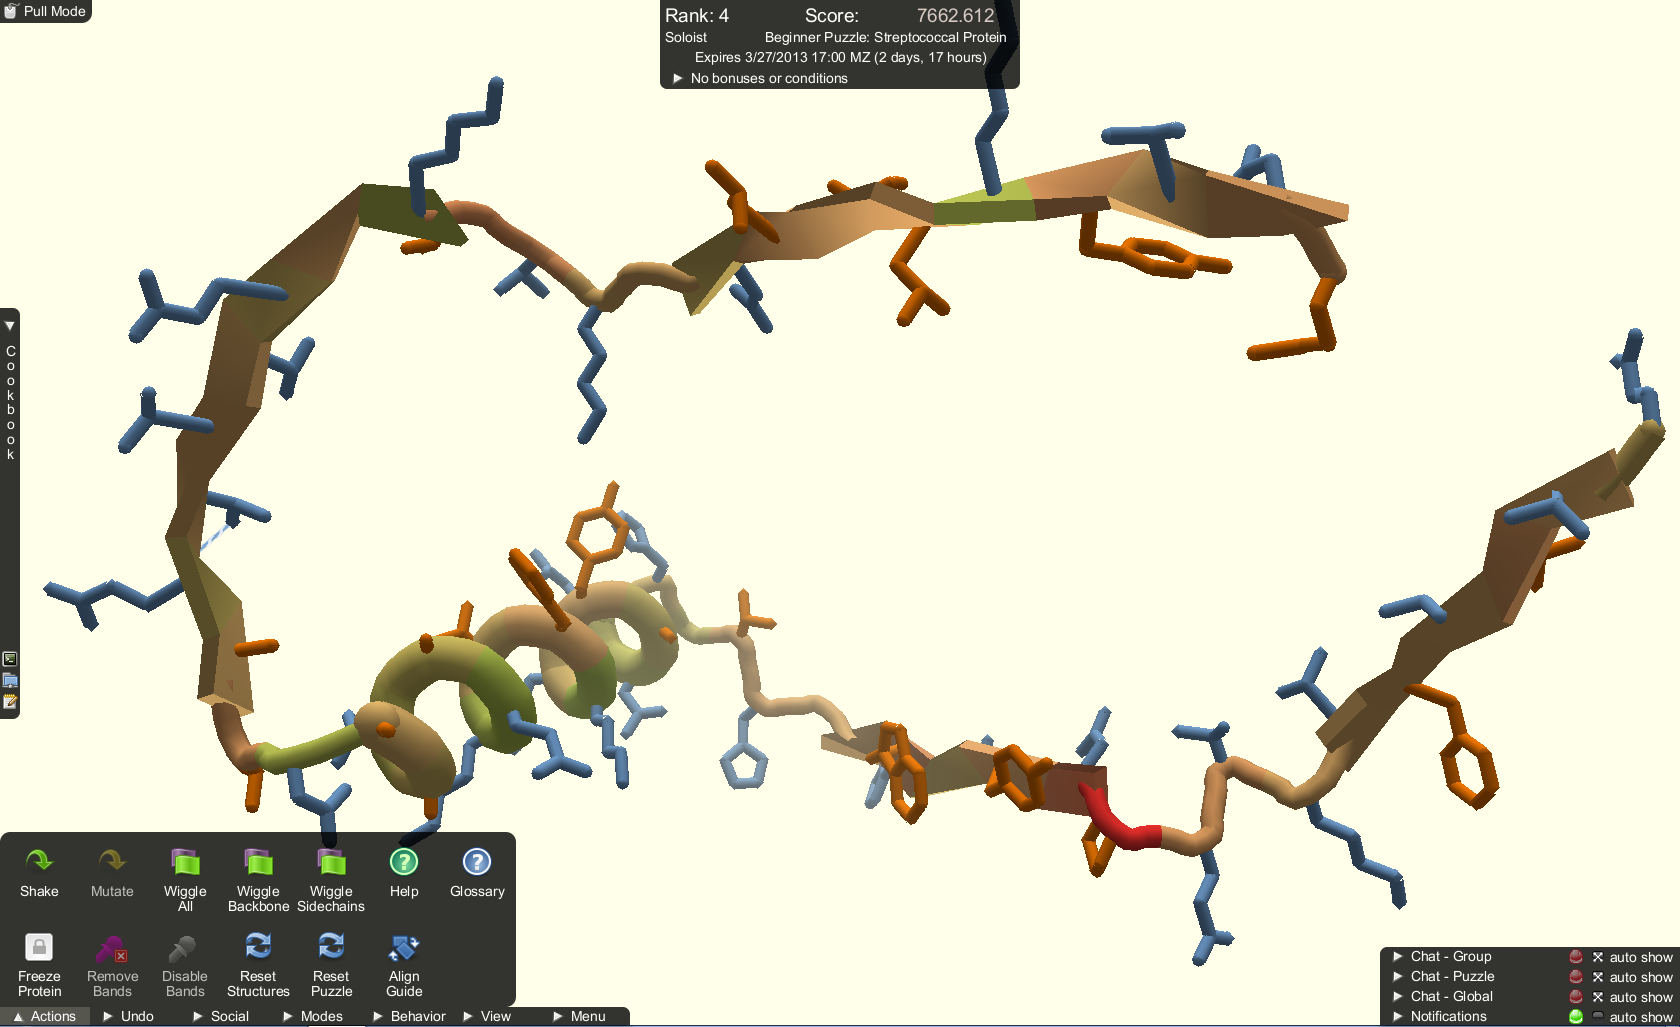 Pull Mode
Rank: 4 Score: 7662.612
Soloist Beginner Puzzle: Streptococcal Protein
Expires 3/27/2013 17:00 MZ (2 days, 17 hours)
No bonuses or conditions
Cookbook
Shake Mutate Wiggle All Wiggle Backbone Wiggle Sidechains Help Glossary
Freeze Protein Remove Bands Disable Bands Reset Structures Reset Puzzle Align Guide
Actions Undo Social Modes Behavior View Menu
Chat - Group auto show
Chat - Puzzle auto show
Chat - Global auto show
Notifications auto show